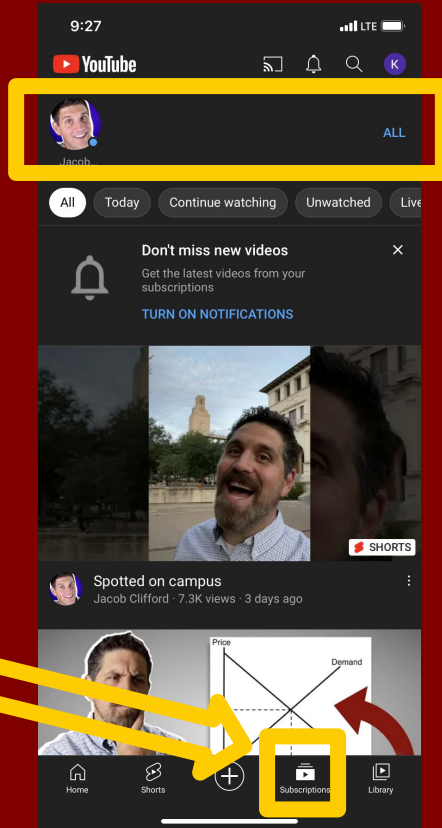 9:27
LTE
YouTube
K
Jacob...
ALL
All
Today
Continue watching
Unwatched
Live
Don't miss new videos
Get the latest videos from your
subscriptions
TURN ON NOTIFICATIONS
SHORTS
Spotted on campus
Jacob Clifford · 7.3K views · 3 days ago
Price
Demand
Home
Shorts
Subscriptions
Library